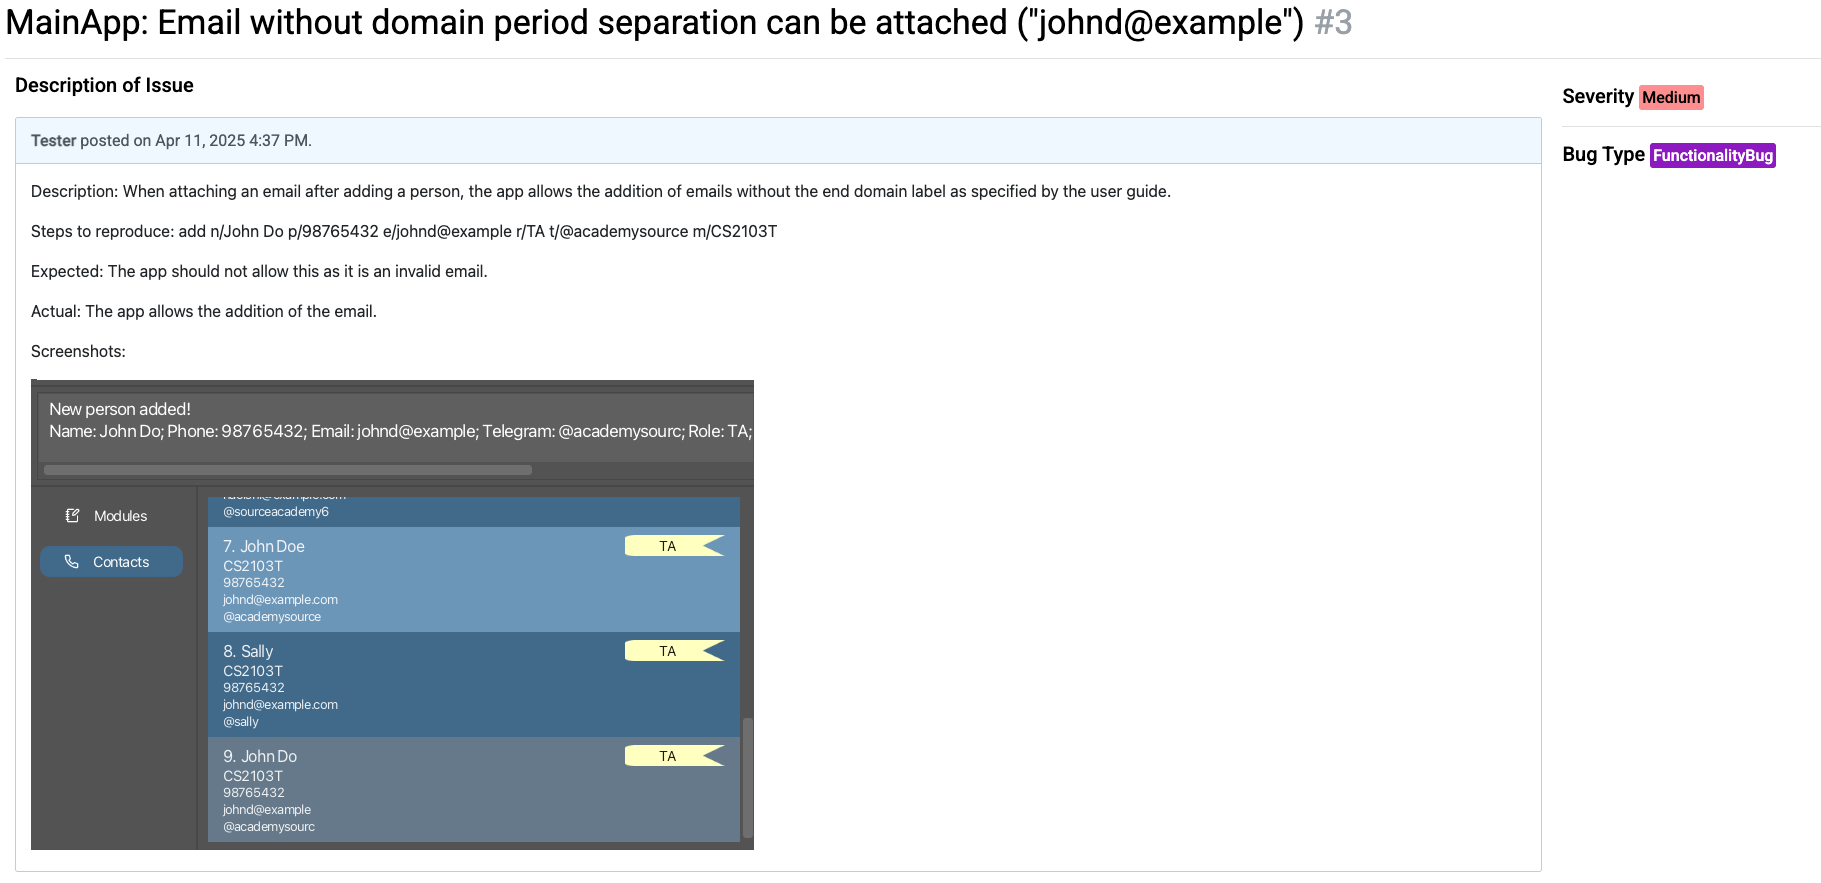 MainApp: Email without domain period separation can be attached ("johnd@example") #3
Description of Issue
Severity Medium
Bug Type FunctionalityBug
Tester posted on Apr 11, 2025 4:37 PM.
Description: When attaching an email after adding a person, the app allows the addition of emails without the end domain label as specified by the user guide.
Steps to reproduce: add n/John Do p/98765432 e/johnd@example r/TA t/@academysource m/CS2103T
Expected: The app should not allow this as it is an invalid email.
Actual: The app allows the addition of the email.
Screenshots:
New person added!
Name: John Do; Phone: 98765432; Email: johnd@example; Telegram: @academysourc; Role: TA;
Modules
Contacts
@sourceacademy6
7. John Doe
TA
CS2103T
98765432
johnd@example.com
@academysource
8. Sally
TA
CS2103T
98765432
johnd@example.com
@sally
9. John Do
TA
CS2103T
98765432
johnd@example
@academysourc